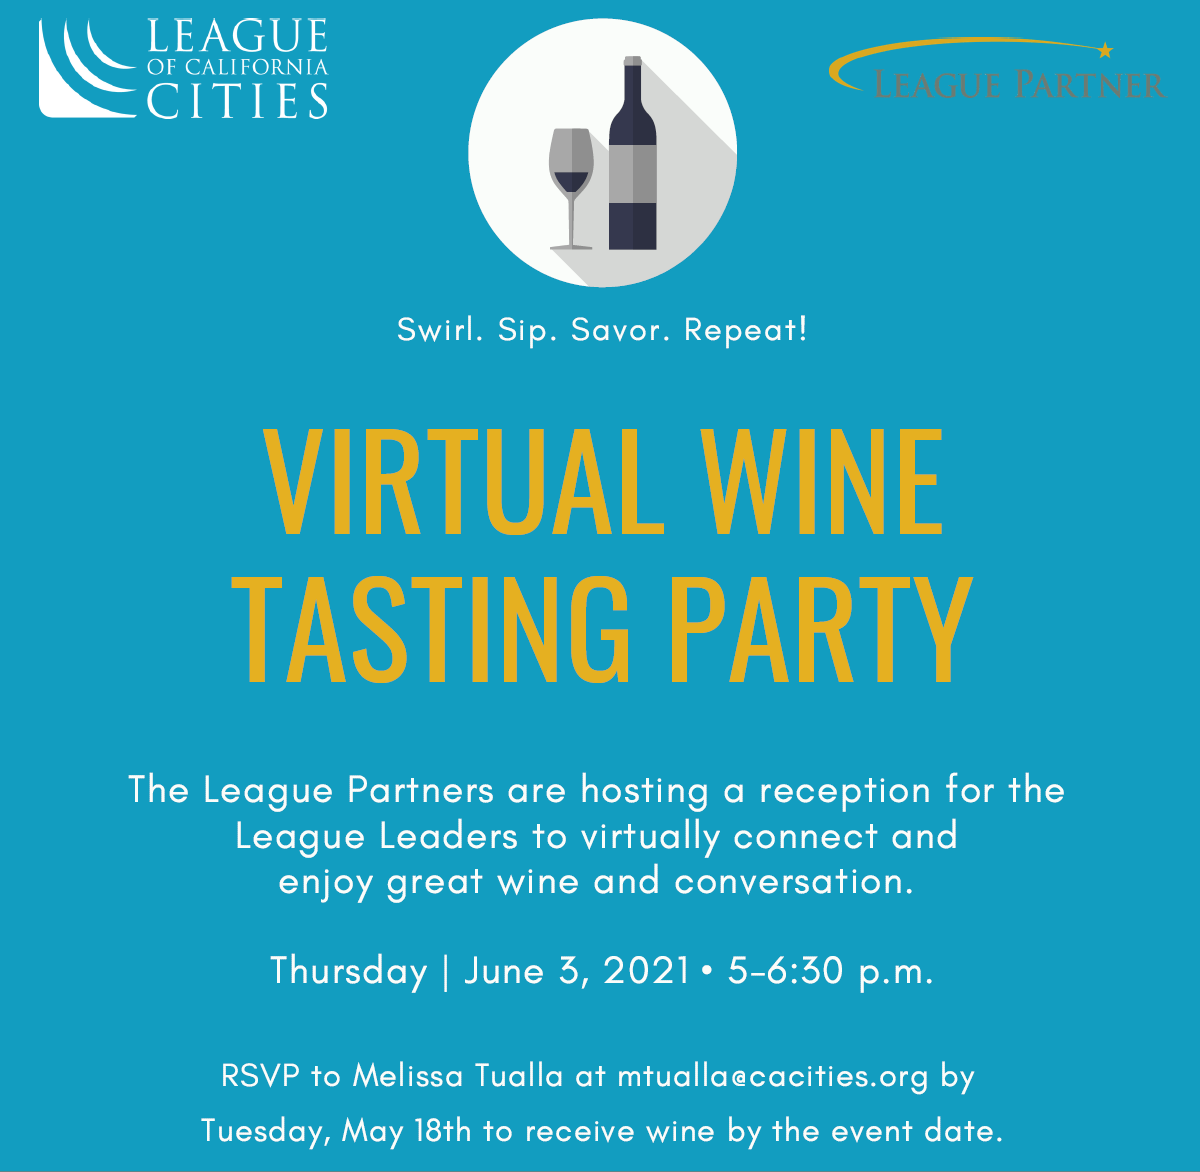 LEAGUE
OF CALIFORNIA
CITIES
LEAGUE PARTNER
Swirl. Sip. Savor. Repeat!
VIRTUAL WINE
TASTING PARTY
The League Partners are hosting a reception for the
League Leaders to virtually connect and
enjoy great wine and conversation.
Thursday | June 3, 2021 • 5-6:30 p.m.
RSVP to Melissa Tualla at mtualla@cacities.org by
Tuesday, May 18th to receive wine by the event date.